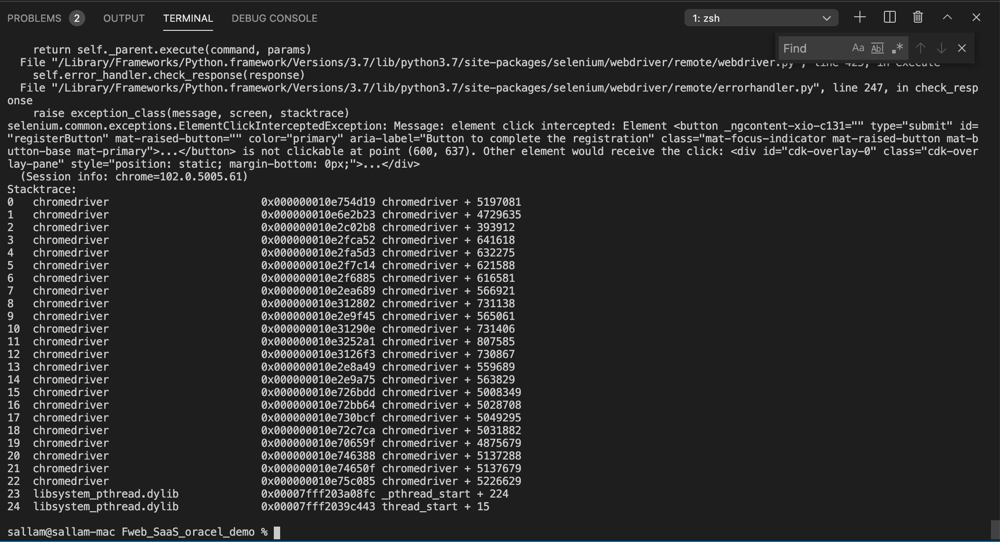 PROBLEMS 2 OUTPUT TERMINAL DEBUG CONSOLE 1: zsh
Find Aa Abl .*
    return self._parent.execute(command, params)
  File "/Library/Frameworks/Python.framework/Versions/3.7/lib/python3.7/site-packages/selenium/webdriver/remote/webdriver.py", line 425, in execute
    self.error_handler.check_response(response)
  File "/Library/Frameworks/Python.framework/Versions/3.7/lib/python3.7/site-packages/selenium/webdriver/remote/errorhandler.py", line 247, in check_resp
onse
    raise exception_class(message, screen, stacktrace)
selenium.common.exceptions.ElementClickInterceptedException: Message: element click intercepted: Element <button _ngcontent-xio-c131="" type="submit" id=
"registerButton" mat-raised-button="" color="primary" aria-label="Button to complete the registration" class="mat-focus-indicator mat-raised-button mat-b
utton-base mat-primary">...</button> is not clickable at point (600, 637). Other element would receive the click: <div id="cdk-overlay-0" class="cdk-over
lay-pane" style="position: static; margin-bottom: 0px;">...</div>
  (Session info: chrome=102.0.5005.61)
Stacktrace:
0   chromedriver                        0x000000010e754d19 chromedriver + 5197081
1   chromedriver                        0x000000010e6e2b23 chromedriver + 4729635
2   chromedriver                        0x000000010e2c02b8 chromedriver + 393912
3   chromedriver                        0x000000010e2fca52 chromedriver + 641618
4   chromedriver                        0x000000010e2fa5d3 chromedriver + 632275
5   chromedriver                        0x000000010e2f7c14 chromedriver + 621588
6   chromedriver                        0x000000010e2f6885 chromedriver + 616581
7   chromedriver                        0x000000010e2ea689 chromedriver + 566921
8   chromedriver                        0x000000010e312802 chromedriver + 731138
9   chromedriver                        0x000000010e2e9f45 chromedriver + 565061
10  chromedriver                        0x000000010e31290e chromedriver + 731406
11  chromedriver                        0x000000010e3252a1 chromedriver + 807585
12  chromedriver                        0x000000010e3126f3 chromedriver + 730867
13  chromedriver                        0x000000010e2e8a49 chromedriver + 559689
14  chromedriver                        0x000000010e2e9a75 chromedriver + 563829
15  chromedriver                        0x000000010e726bdd chromedriver + 5008349
16  chromedriver                        0x000000010e72bb64 chromedriver + 5028708
17  chromedriver                        0x000000010e730bcf chromedriver + 5049295
18  chromedriver                        0x000000010e72c7ca chromedriver + 5031882
19  chromedriver                        0x000000010e70659f chromedriver + 4875679
20  chromedriver                        0x000000010e746388 chromedriver + 5137288
21  chromedriver                        0x000000010e74650f chromedriver + 5137679
22  chromedriver                        0x000000010e75c085 chromedriver + 5226629
23  libsystem_pthread.dylib             0x00007fff203a08fc _pthread_start + 224
24  libsystem_pthread.dylib             0x00007fff2039c443 thread_start + 15
sallam@sallam-mac Fweb_SaaS_oracel_demo %